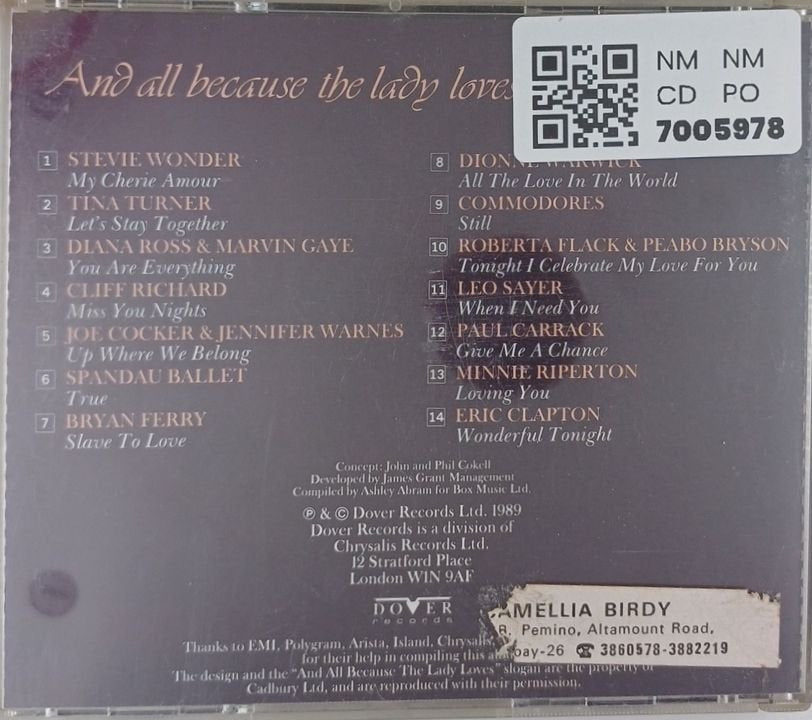 And all because the lady loves
NM NM
CD PO
7005978
1 STEVIE WONDER
My Cherie Amour
2 TINA TURNER
Let's Stay Together
3 DIANA ROSS & MARVIN GAYE
You Are Everything
4 CLIFF RICHARD
Miss You Nights
5 JOE COCKER & JENNIFER WARNES
Up Where We Belong
6 SPANDAU BALLET
True
7 BRYAN FERRY
Slave To Love
8 DIONNE WARWICK
All The Love In The World
9 COMMODORES
Still
10 ROBERTA FLACK & PEABO BRYSON
Tonight I Celebrate My Love For You
11 LEO SAYER
When I Need You
12 PAUL CARRACK
Give Me A Chance
13 MINNIE RIPERTON
Loving You
14 ERIC CLAPTON
Wonderful Tonight
Concept: John and Phil Cokell
Developed by James Grant Management
Compiled by Ashley Abram for Box Music Ltd.
℗ & © Dover Records Ltd. 1989
Dover Records is a division of
Chrysalis Records Ltd.
12 Stratford Place
London W1N 9AF
DOVER
records
Thanks to EMI, Polygram, Arista, Island, Chrysalis,
for their help in compiling this
The design and the "And All Because The Lady Loves" slogan are the property of
Cadbury Ltd, and are reproduced with their permission.
AMELLIA BIRDY
R. Pemino, Altamount Road,
bay-26 ☎ 3860578-3882219